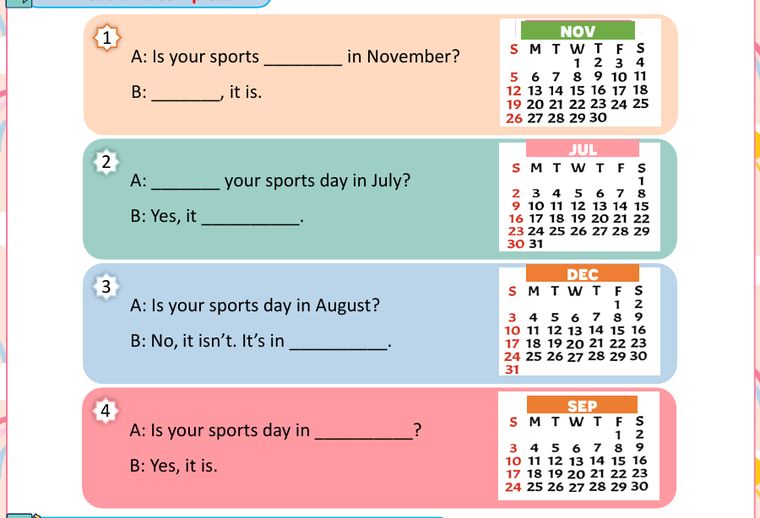 1
A: Is your sports ________ in November?
B: _______, it is.
NOV
S M T W T F S
1 2 3 4
5 6 7 8 9 10 11
12 13 14 15 16 17 18
19 20 21 22 23 24 25
26 27 28 29 30
2
A: _______ your sports day in July?
B: Yes, it __________.
JUL
S M T W T F S
1
2 3 4 5 6 7 8
9 10 11 12 13 14 15
16 17 18 19 20 21 22
23 24 25 26 27 28 29
30 31
3
A: Is your sports day in August?
B: No, it isn’t. It’s in __________.
DEC
S M T W T F S
1 2
3 4 5 6 7 8 9
10 11 12 13 14 15 16
17 18 19 20 21 22 23
24 25 26 27 28 29 30
31
4
A: Is your sports day in __________?
B: Yes, it is.
SEP
S M T W T F S
1 2
3 4 5 6 7 8 9
10 11 12 13 14 15 16
17 18 19 20 21 22 23
24 25 26 27 28 29 30